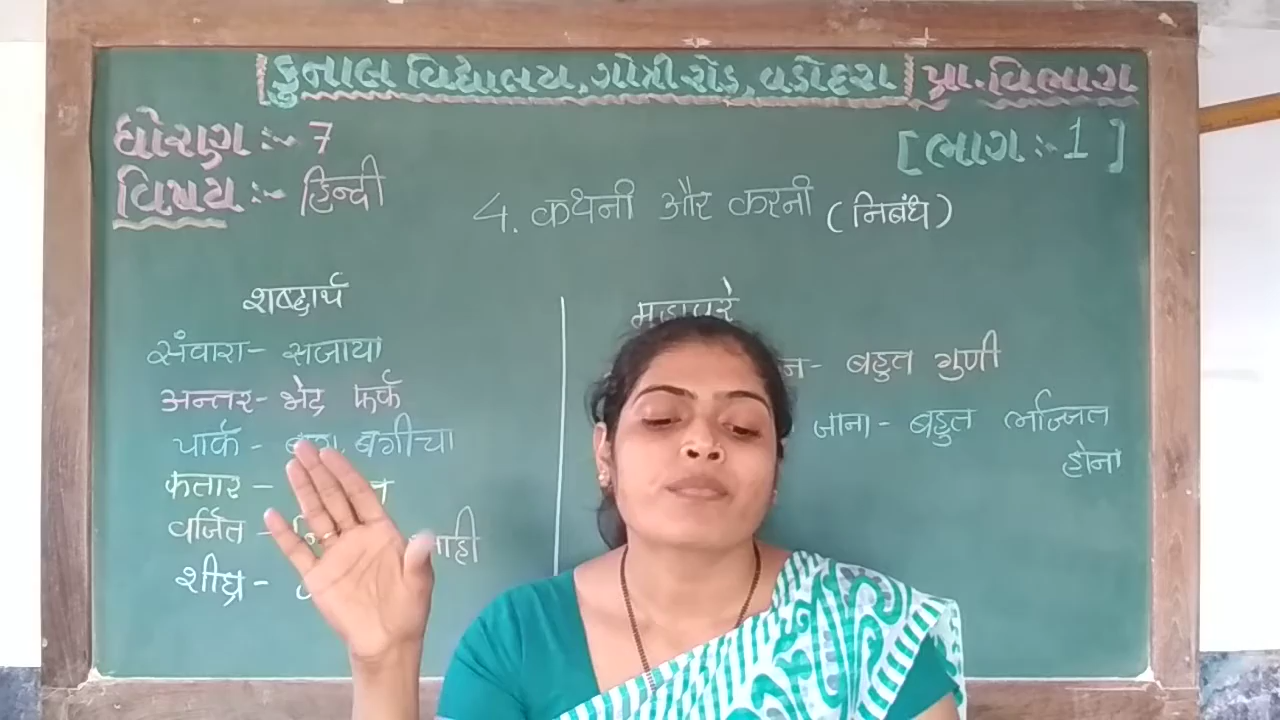 કુનાલ વિદ્યાલય, ગોત્રી રોડ, વડોદરા પ્રા. વિભાગ
ધોરણ :- 7
[ભાગ :- 1]
વિષય :- हिन्दी
4. कथनी और करनी (निबंध)
शब्दार्थ
संवारा - सजाया
अन्तर - भेद फर्क
पार्क - बगीचा
कतार -
वर्जित -
शीघ्र -
मुहावरे
बहुत गुणी
जाना - बहुत लज्जित
होना